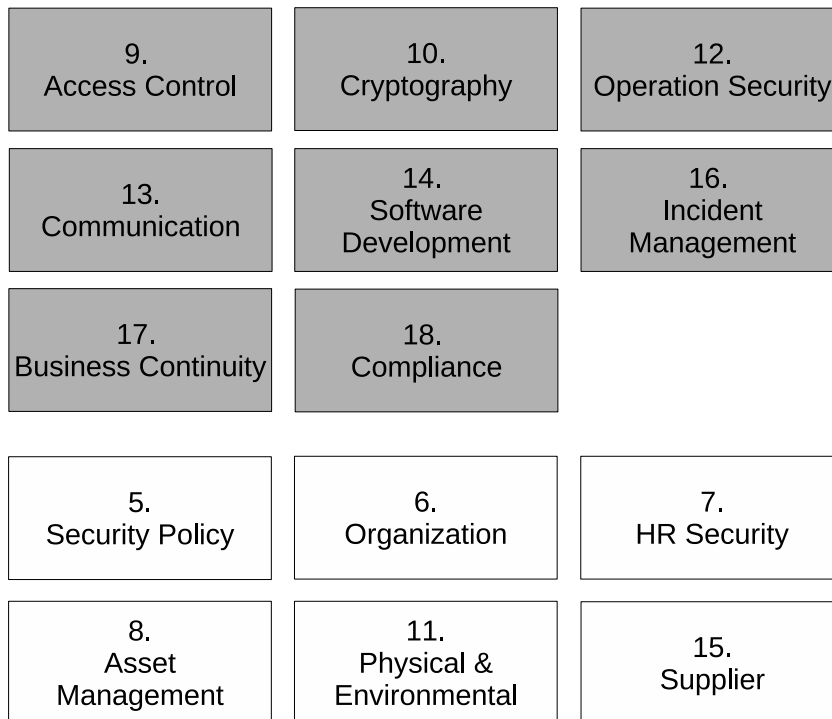 9.
Access Control
10.
Cryptography
12.
Operation Security
13.
Communication
14.
Software
Development
16.
Incident
Management
17.
Business Continuity
18.
Compliance
5.
Security Policy
6.
Organization
7.
HR Security
8.
Asset
Management
11.
Physical &
Environmental
15.
Supplier